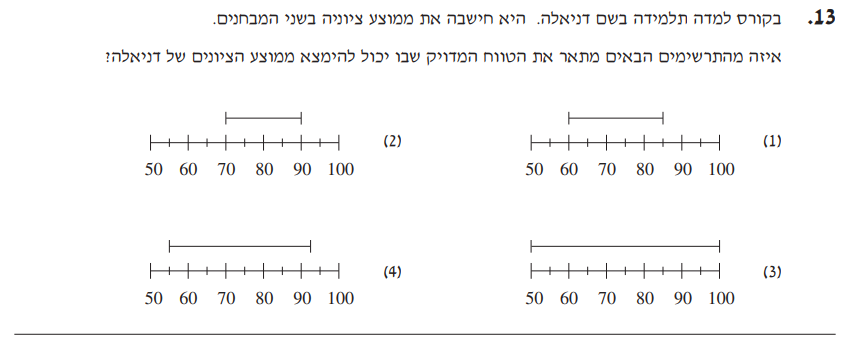 13. בקורס למדה תלמידה בשם דניאלה. היא חישבה את ממוצע ציוניה בשני המבחנים.
איזה מהתרשימים הבאים מתאר את הטווח המדויק שבו יכול להימצא ממוצע הציונים של דניאלה?
(1)
50 60 70 80 90 100
(2)
50 60 70 80 90 100
(3)
50 60 70 80 90 100
(4)
50 60 70 80 90 100